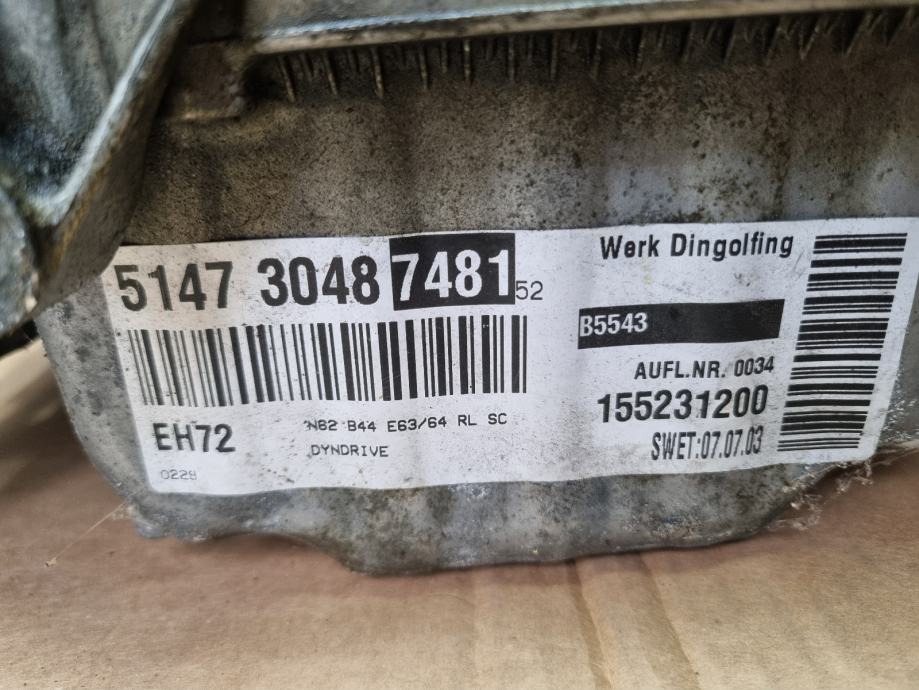 5147 3048 7481 52
Werk Dingolfing
B5543
AUFL.NR. 0034
155231200
SWET:07.07.03
EH72
N62 B44 E63/64 RL SC
DYNDRIVE
0229